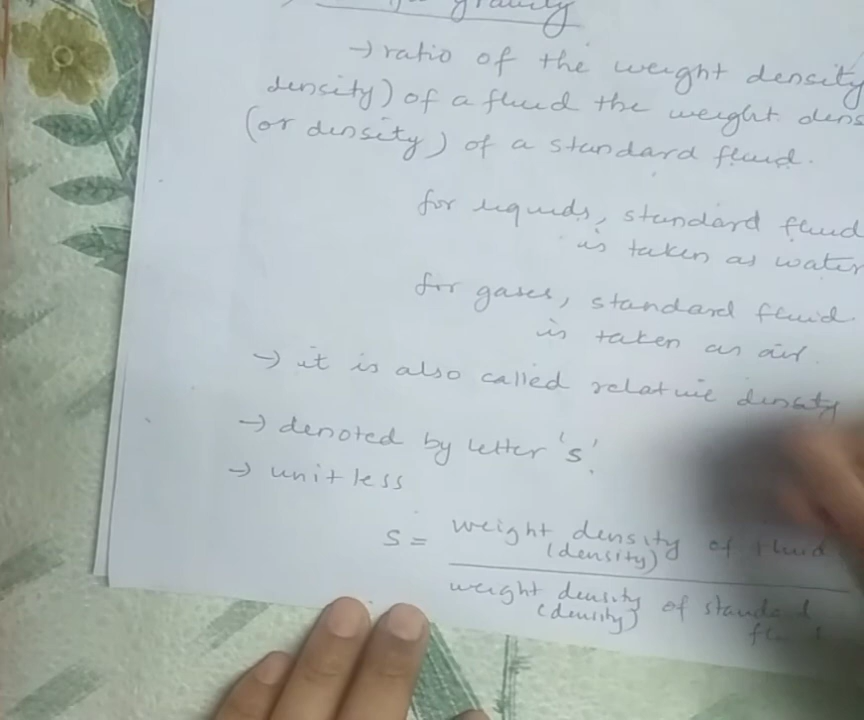 gravity
→ ratio of the weight density
density) of a fluid the weight dens
(or density) of a standard fluid.
for liquids, standard fluid
is taken as water
for gases, standard fluid
is taken as air.
→ it is also called relative density
→ denoted by letter 's'.
→ unitless
S = weight density of fluid
(density)
weight density of standard
(density)